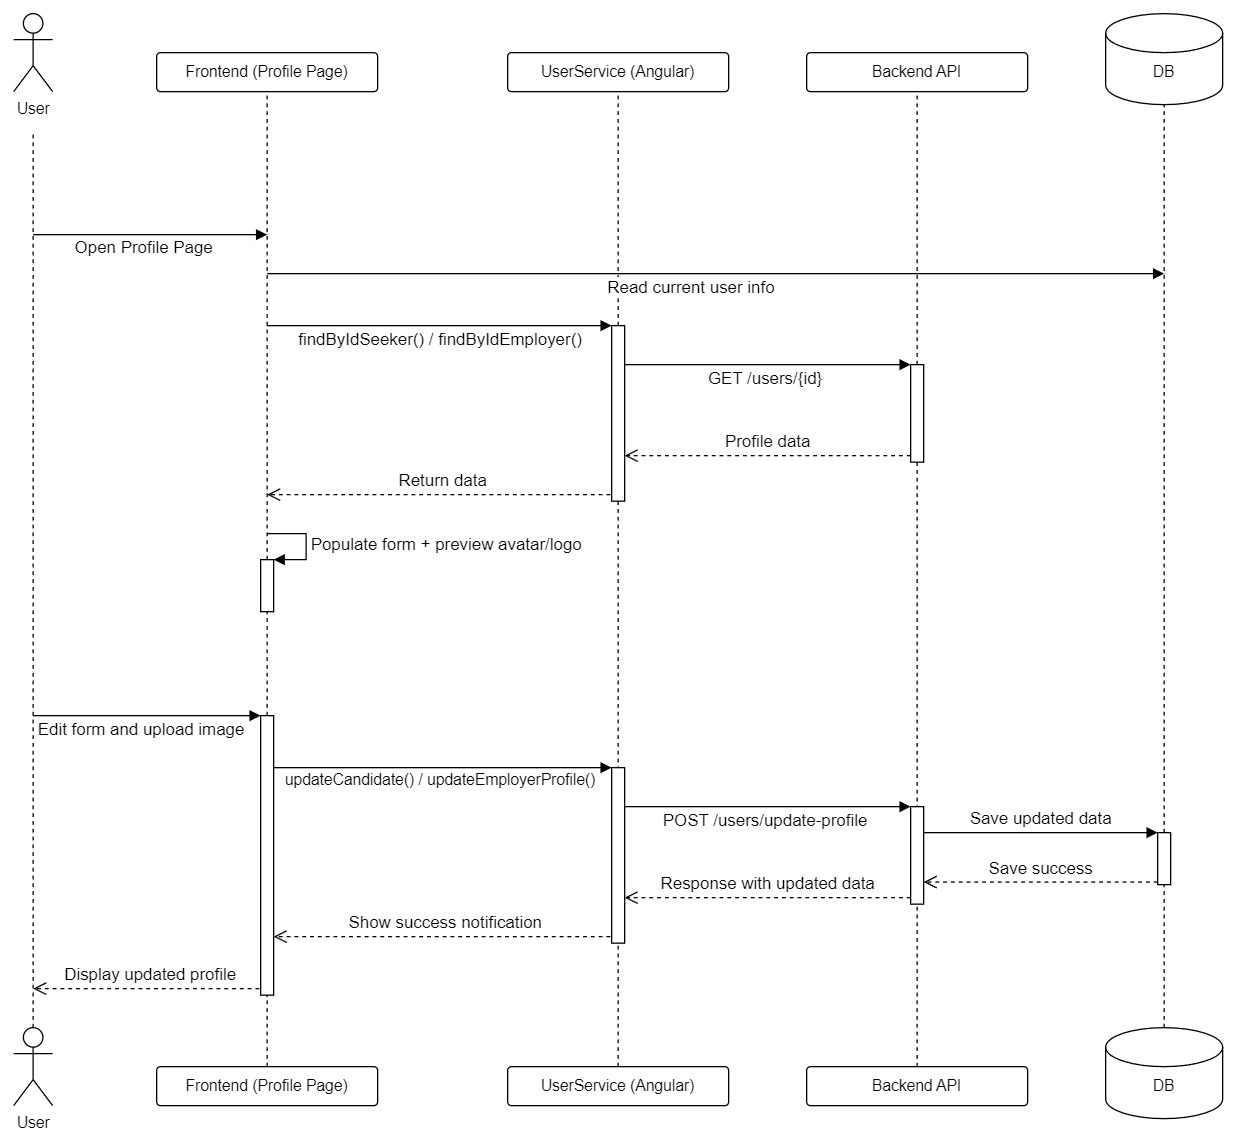 User
Frontend (Profile Page)
UserService (Angular)
Backend API
DB
Open Profile Page
Read current user info
findByIdSeeker() / findByIdEmployer()
GET /users/{id}
Profile data
Return data
Populate form + preview avatar/logo
Edit form and upload image
updateCandidate() / updateEmployerProfile()
POST /users/update-profile
Save updated data
Save success
Response with updated data
Show success notification
Display updated profile
User
Frontend (Profile Page)
UserService (Angular)
Backend API
DB